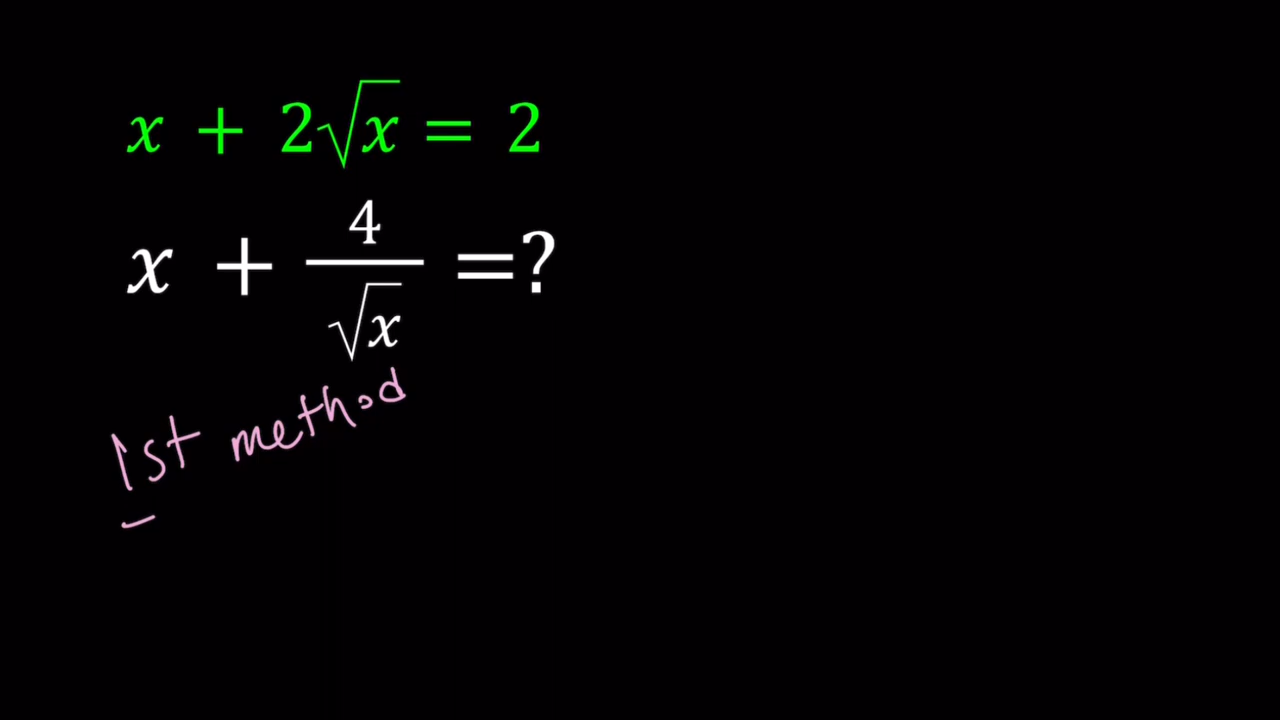 x + 2√x = 2
x + 4/√x =?
1st method